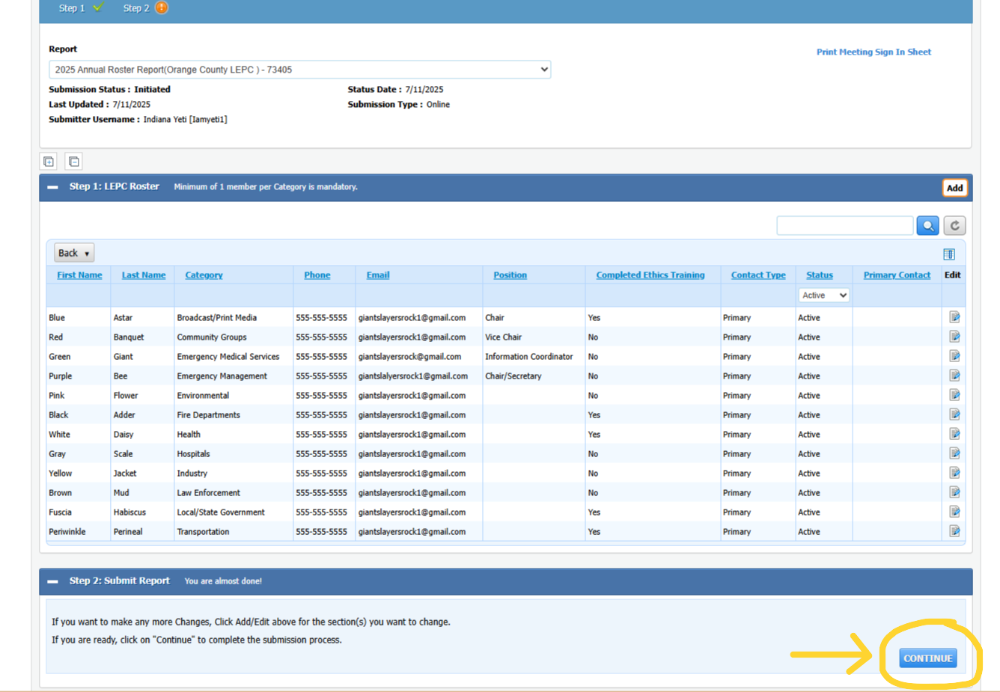 Step 1 Step 2
Report
Print Meeting Sign In Sheet
2025 Annual Roster Report(Orange County LEPC ) - 73405
Submission Status : Initiated Status Date : 7/11/2025
Last Updated : 7/11/2025 Submission Type : Online
Submitter Username : Indiana Yeti [Iamyeti1]
Step 1: LEPC Roster Minimum of 1 member per Category is mandatory. Add
Back
First Name Last Name Category Phone Email Position Completed Ethics Training Contact Type Status Primary Contact Edit
Active
Blue Astar Broadcast/Print Media 555-555-5555 giantslayersrock1@gmail.com Chair Yes Primary Active
Red Banquet Community Groups 555-555-5555 giantslayersrock1@gmail.com Vice Chair No Primary Active
Green Giant Emergency Medical Services 555-555-5555 giantslayersrock@gmail.com Information Coordinator No Primary Active
Purple Bee Emergency Management 555-555-5555 giantslalyersrock1@gmail.com Chair/Secretary No Primary Active
Pink Flower Environmental 555-555-5555 giantslayersrock1@gmail.com No Primary Active
Black Adder Fire Departments 555-555-5555 giantslayersrock1@gmail.com Yes Primary Active
White Daisy Health 555-555-5555 giantslayersrock1@gmail.com Yes Primary Active
Gray Scale Hospitals 555-555-5555 giantslayersrock1@gmail.com No Primary Active
Yellow Jacket Industry 555-555-5555 giantslayersrock1@gmail.com No Primary Active
Brown Mud Law Enforcement 555-555-5555 giantslayersrock1@gmail.com No Primary Active
Fuscia Habiscus Local/State Government 555-555-5555 giantslayersrock1@gmail.com Yes Primary Active
Periwinkle Perineal Transportation 555-555-5555 giantslayersrock1@gmail.com Yes Primary Active
Step 2: Submit Report You are almost done!
If you want to make any more Changes, Click Add/Edit above for the section(s) you want to change.
If you are ready, click on "Continue" to complete the submission process.
CONTINUE